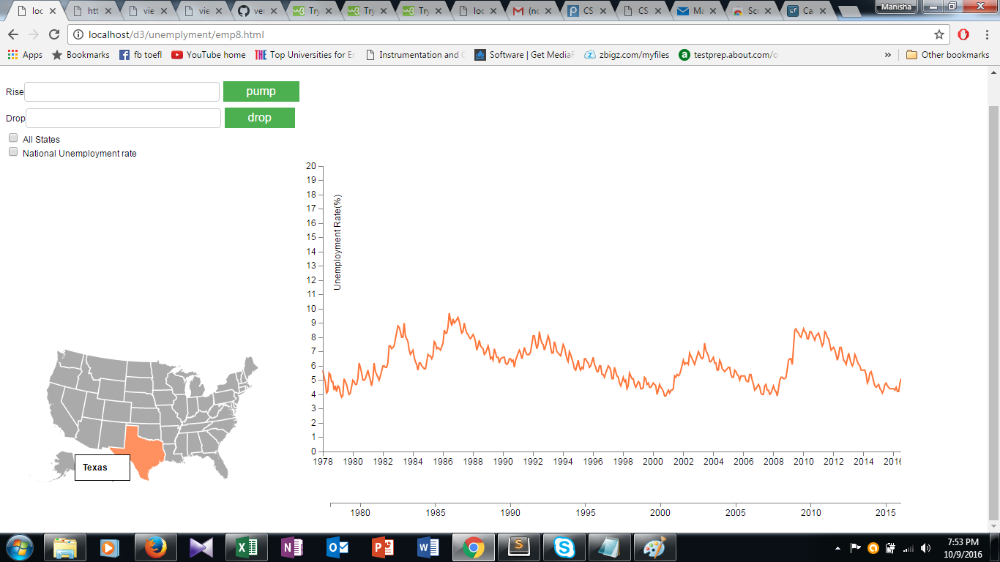 loc
htt
vie
vie
ver
Try
Try
Try
loc
(nc
CS
CS
Ma
Scr
Ca
Manisha
localhost/d3/unemplyment/emp8.html
Apps
Bookmarks
fb toefl
YouTube home
THE Top Universities for En
Instrumentation and C
Software | Get MediaF
zbigz.com/myfiles
a testprep.about.com/o
»
Other bookmarks
Rise
pump
Drop
drop
All States
National Unemployment rate
Unemployment Rate(%)
20
19
18
17
16
15
14
13
12
11
10
9
8
7
6
5
4
3
2
1
0
1978 1980 1982 1984 1986 1988 1990 1992 1994 1996 1998 2000 2002 2004 2006 2008 2010 2012 2014 2016
Texas
1980 1985 1990 1995 2000 2005 2010 2015
7:53 PM
10/9/2016